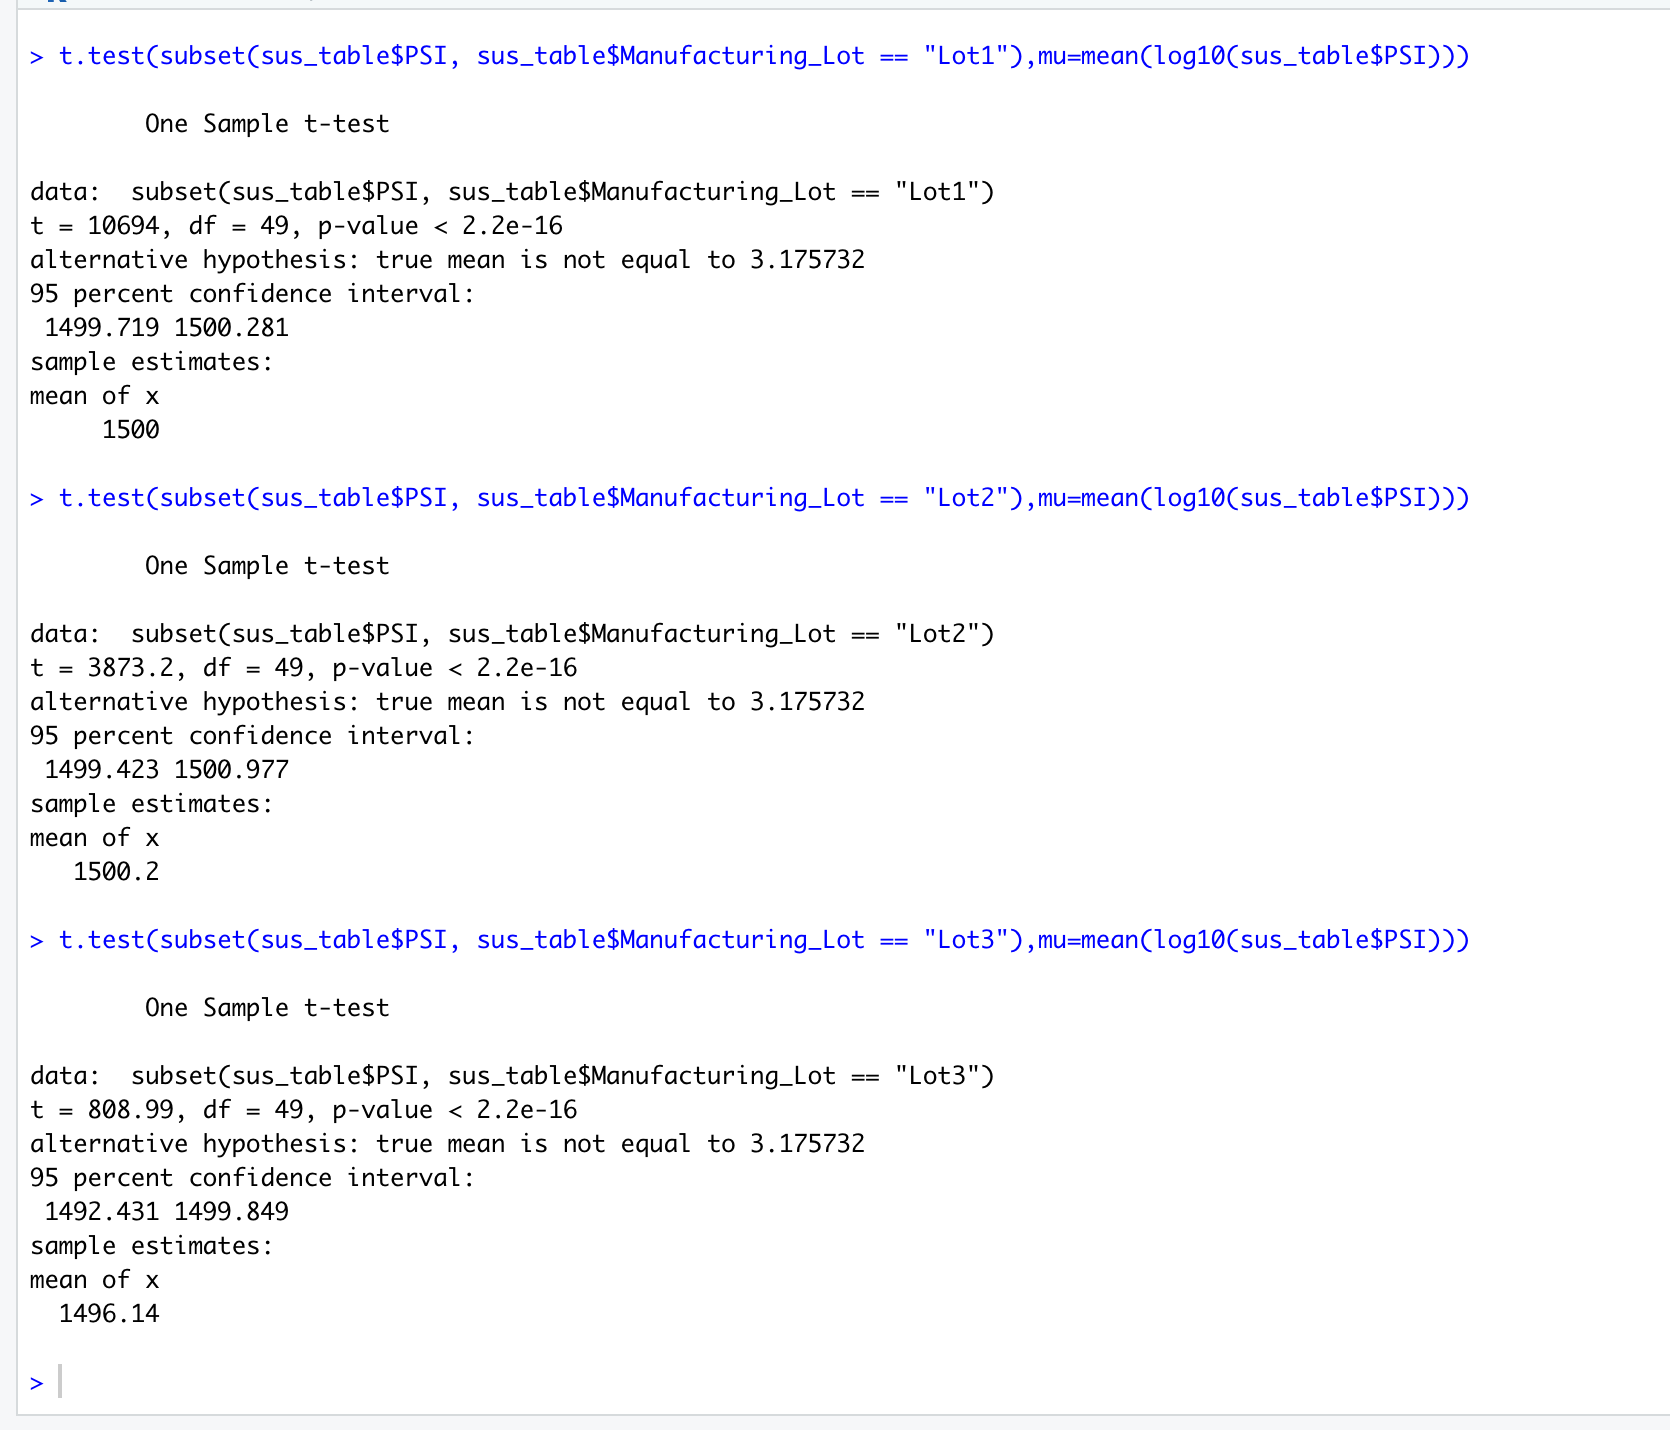 > t.test(subset(sus_table$PSI, sus_table$Manufacturing_Lot == "Lot1"),mu=mean(log10(sus_table$PSI)))
One Sample t-test
data:  subset(sus_table$PSI, sus_table$Manufacturing_Lot == "Lot1")
t = 10694, df = 49, p-value < 2.2e-16
alternative hypothesis: true mean is not equal to 3.175732
95 percent confidence interval:
1499.719 1500.281
sample estimates:
mean of x
1500
> t.test(subset(sus_table$PSI, sus_table$Manufacturing_Lot == "Lot2"),mu=mean(log10(sus_table$PSI)))
One Sample t-test
data:  subset(sus_table$PSI, sus_table$Manufacturing_Lot == "Lot2")
t = 3873.2, df = 49, p-value < 2.2e-16
alternative hypothesis: true mean is not equal to 3.175732
95 percent confidence interval:
1499.423 1500.977
sample estimates:
mean of x
1500.2
> t.test(subset(sus_table$PSI, sus_table$Manufacturing_Lot == "Lot3"),mu=mean(log10(sus_table$PSI)))
One Sample t-test
data:  subset(sus_table$PSI, sus_table$Manufacturing_Lot == "Lot3")
t = 808.99, df = 49, p-value < 2.2e-16
alternative hypothesis: true mean is not equal to 3.175732
95 percent confidence interval:
1492.431 1499.849
sample estimates:
mean of x
1496.14
>